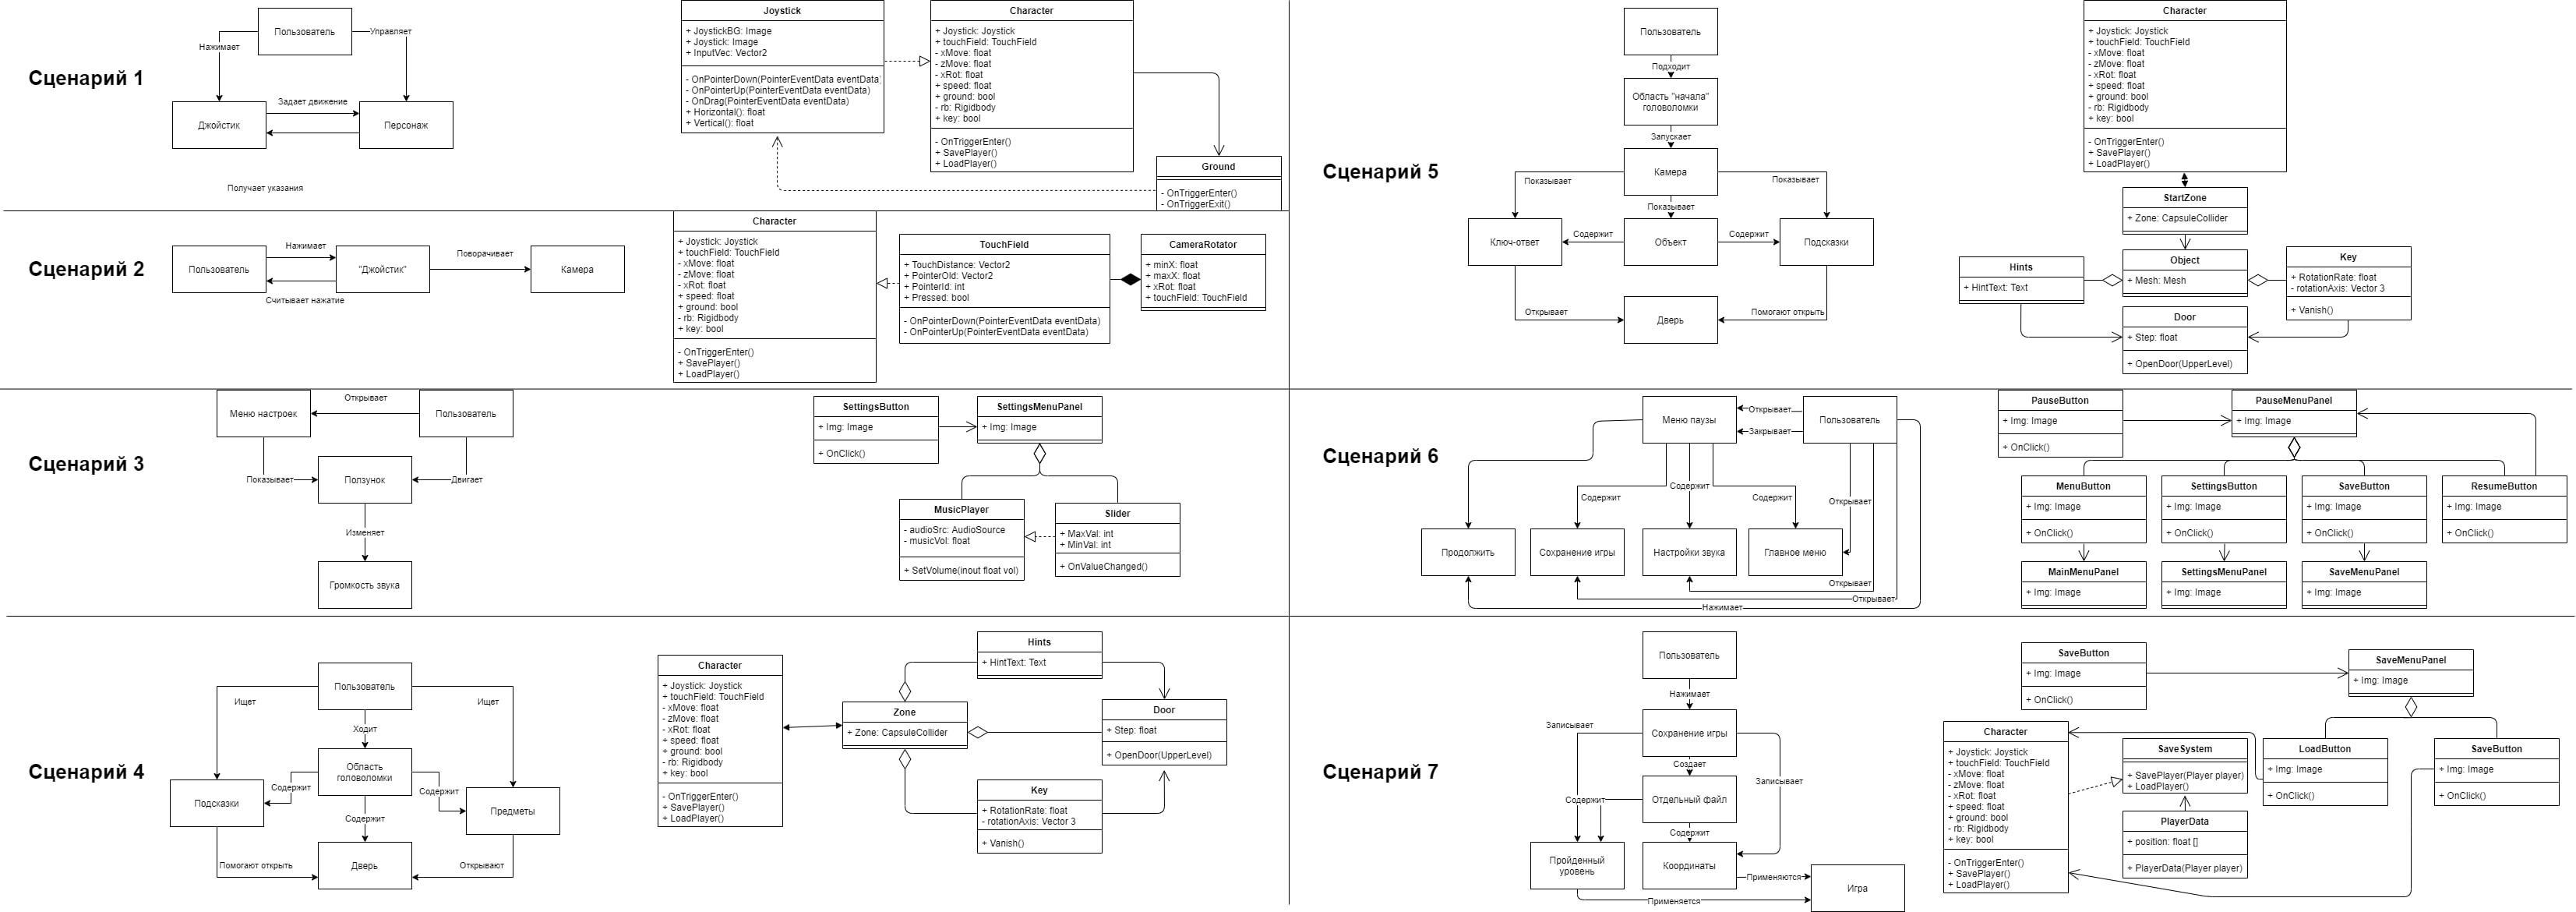 Сценарий 1
Пользователь
Нажимает
Управляет
Джойстик
Задает движение
Персонаж
Получает указания
Joystick
+ JoystickBG: Image
+ Joystick: Image
+ InputVec: Vector2
- OnPointerDown(PointerEventData eventData)
- OnPointerUp(PointerEventData eventData)
- OnDrag(PointerEventData eventData)
+ Horizontal(): float
+ Vertical(): float
Character
+ Joystick: Joystick
+ touchField: TouchField
- xMove: float
- zMove: float
- xRot: float
+ speed: float
+ ground: bool
- rb: Rigidbody
+ key: bool
- OnTriggerEnter()
+ SavePlayer()
+ LoadPlayer()
Ground
- OnTriggerEnter()
- OnTriggerExit()
Сценарий 2
Пользователь
Нажимает
"Джойстик"
Считывает нажатие
Поворачивает
Камера
Character
+ Joystick: Joystick
+ touchField: TouchField
- xMove: float
- zMove: float
- xRot: float
+ speed: float
+ ground: bool
- rb: Rigidbody
+ key: bool
- OnTriggerEnter()
+ SavePlayer()
+ LoadPlayer()
TouchField
+ TouchDistance: Vector2
+ PointerOld: Vector2
+ PointerId: int
+ Pressed: bool
- OnPointerDown(PointerEventData eventData)
- OnPointerUp(PointerEventData eventData)
CameraRotator
+ minX: float
+ maxX: float
+ xRot: float
+ touchField: TouchField
Сценарий 3
Меню настроек
Открывает
Пользователь
Показывает
Ползунок
Двигает
Изменяет
Громкость звука
SettingsButton
+ Img: Image
+ OnClick()
SettingsMenuPanel
+ Img: Image
MusicPlayer
- audioSrc: AudioSource
- musicVol: float
+ SetVolume(inout float vol)
Slider
+ MaxVal: int
+ MinVal: int
+ OnValueChanged()
Сценарий 4
Пользователь
Ищет
Ищет
Ходит
Область
головоломки
Содержит
Содержит
Содержит
Подсказки
Предметы
Помогают открыть
Дверь
Открывают
Character
+ Joystick: Joystick
+ touchField: TouchField
- xMove: float
- zMove: float
- xRot: float
+ speed: float
+ ground: bool
- rb: Rigidbody
+ key: bool
- OnTriggerEnter()
+ SavePlayer()
+ LoadPlayer()
Hints
+ HintText: Text
Zone
+ Zone: CapsuleCollider
Door
+ Step: float
+ OpenDoor(UpperLevel)
Key
+ RotationRate: float
- rotationAxis: Vector 3
+ Vanish()
Сценарий 5
Пользователь
Подходит
Область "начала"
головоломки
Запускает
Камера
Показывает
Показывает
Показывает
Ключ-ответ
Содержит
Объект
Содержит
Подсказки
Открывает
Дверь
Помогают открыть
Character
+ Joystick: Joystick
+ touchField: TouchField
- xMove: float
- zMove: float
- xRot: float
+ speed: float
+ ground: bool
- rb: Rigidbody
+ key: bool
- OnTriggerEnter()
+ SavePlayer()
+ LoadPlayer()
StartZone
+ Zone: CapsuleCollider
Hints
+ HintText: Text
Object
+ Mesh: Mesh
Key
+ RotationRate: float
- rotationAxis: Vector 3
+ Vanish()
Door
+ Step: float
+ OpenDoor(UpperLevel)
Сценарий 6
Меню паузы
Открывает
Закрывает
Пользователь
Содержит
Содержит
Содержит
Открывает
Продолжить
Сохранение игры
Настройки звука
Главное меню
Открывает
Открывает
Нажимает
PauseButton
+ Img: Image
+ OnClick()
PauseMenuPanel
+ Img: Image
MenuButton
+ Img: Image
+ OnClick()
SettingsButton
+ Img: Image
+ OnClick()
SaveButton
+ Img: Image
+ OnClick()
ResumeButton
+ Img: Image
+ OnClick()
MainMenuPanel
+ Img: Image
SettingsMenuPanel
+ Img: Image
SaveMenuPanel
+ Img: Image
Сценарий 7
Пользователь
Нажимает
Записывает
Сохранение игры
Создает
Записывает
Отдельный файл
Содержит
Содержит
Пройденный
уровень
Координаты
Применяются
Игра
Применяется
SaveButton
+ Img: Image
+ OnClick()
SaveMenuPanel
+ Img: Image
Character
+ Joystick: Joystick
+ touchField: TouchField
- xMove: float
- zMove: float
- xRot: float
+ speed: float
+ ground: bool
- rb: Rigidbody
+ key: bool
- OnTriggerEnter()
+ SavePlayer()
+ LoadPlayer()
SaveSystem
+ SavePlayer(Player player)
+ LoadPlayer()
PlayerData
+ position: float []
+ PlayerData(Player player)
LoadButton
+ Img: Image
+ OnClick()
SaveButton
+ Img: Image
+ OnClick()